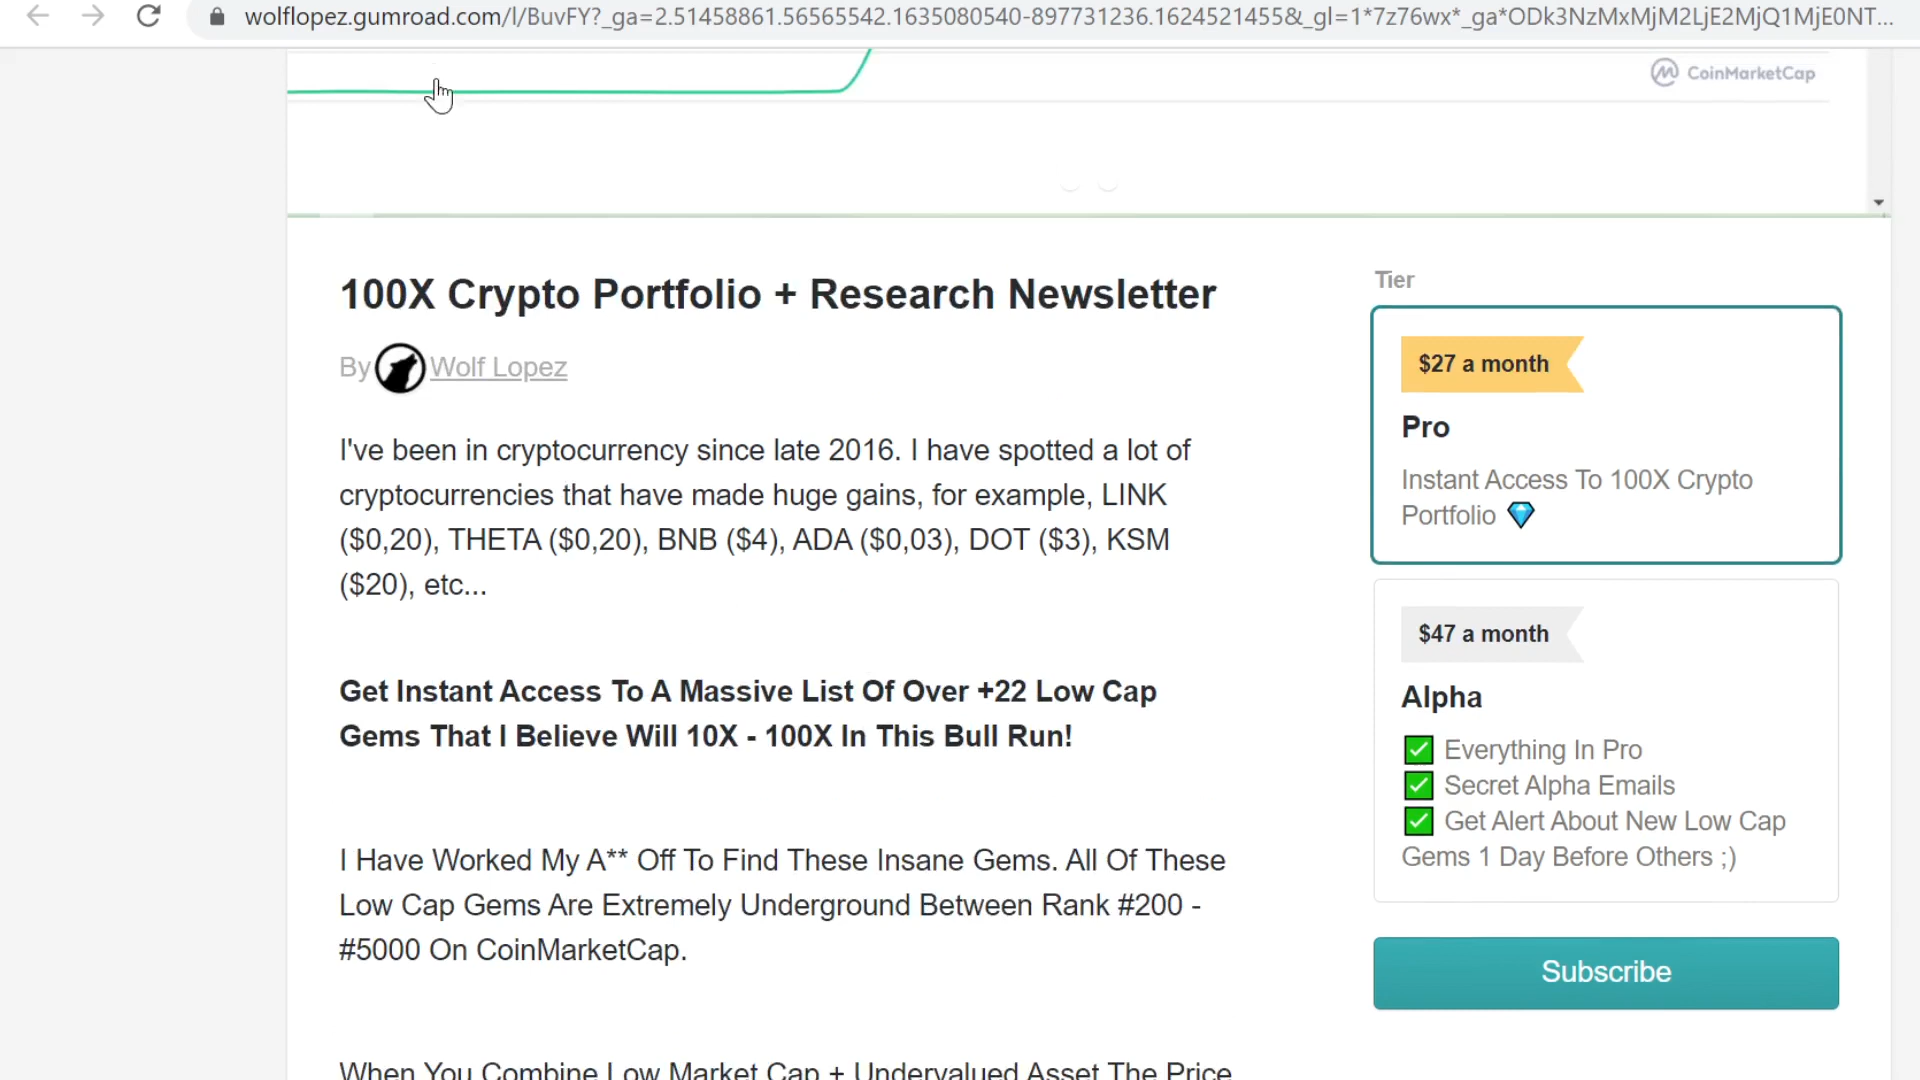 wolflopez.gumroad.com/l/BuvFY?_ga=2.51458861.56565542.1635080540-897731236.1624521455&_gl=1*7z76wx*_ga*ODk3NzMxMjM2LjE2MjQ1MjE0NT...
CoinMarketCap
100X Crypto Portfolio + Research Newsletter
By Wolf Lopez
I've been in cryptocurrency since late 2016. I have spotted a lot of
cryptocurrencies that have made huge gains, for example, LINK
($0,20), THETA ($0,20), BNB ($4), ADA ($0,03), DOT ($3), KSM
($20), etc...
Get Instant Access To A Massive List Of Over +22 Low Cap
Gems That I Believe Will 10X - 100X In This Bull Run!
I Have Worked My A** Off To Find These Insane Gems. All Of These
Low Cap Gems Are Extremely Underground Between Rank #200 -
#5000 On CoinMarketCap.
When You Combine Low Market Cap + Undervalued Asset The Price
Tier
$27 a month
Pro
Instant Access To 100X Crypto
Portfolio 💎
$47 a month
Alpha
✅ Everything In Pro
✅ Secret Alpha Emails
✅ Get Alert About New Low Cap
Gems 1 Day Before Others ;)
Subscribe